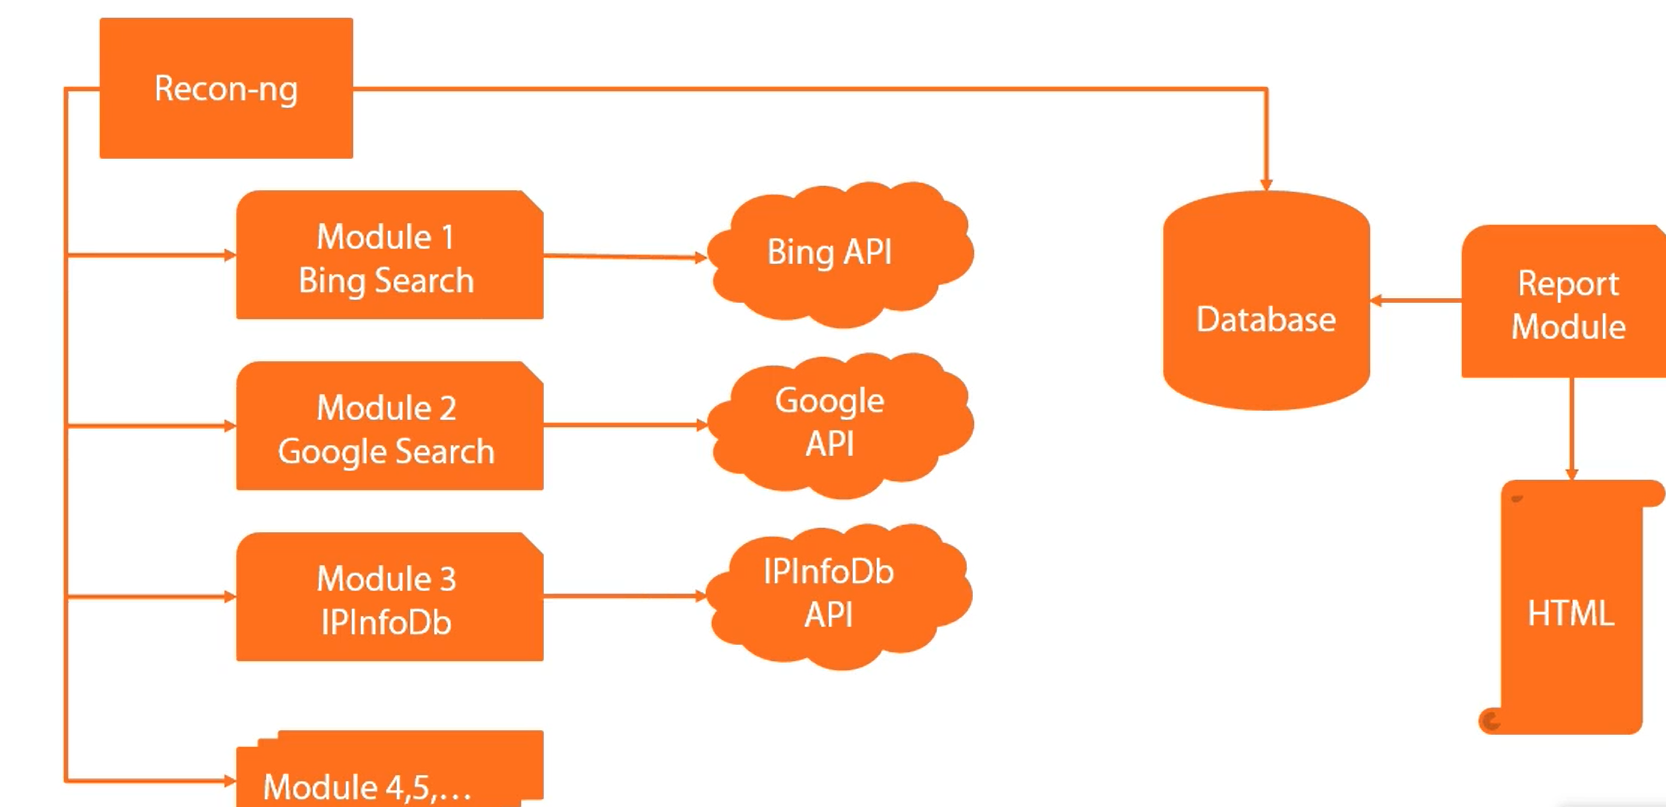 Recon-ng
Module 1
Bing Search
Bing API
Database
Report
Module
Module 2
Google Search
Google
API
Module 3
IPInfoDb
IPInfoDb
API
HTML
Module 4,5,...